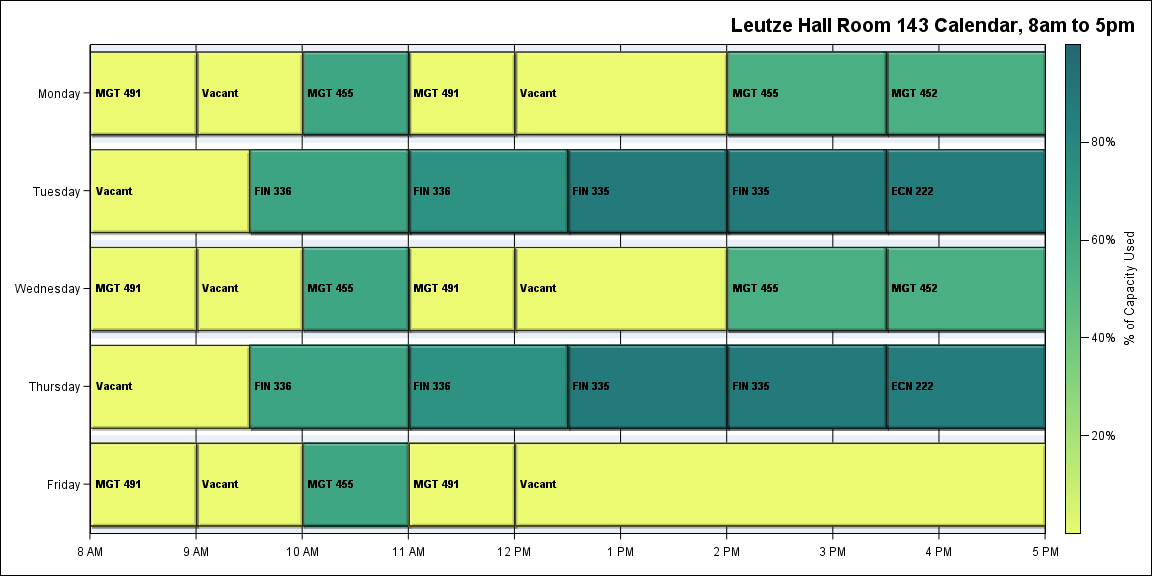 Leutze Hall Room 143 Calendar, 8am to 5pm
Monday
MGT 491
Vacant
MGT 455
MGT 491
Vacant
MGT 455
MGT 452
Tuesday
Vacant
FIN 336
FIN 336
FIN 335
FIN 335
ECN 222
Wednesday
MGT 491
Vacant
MGT 455
MGT 491
Vacant
MGT 455
MGT 452
Thursday
Vacant
FIN 336
FIN 336
FIN 335
FIN 335
ECN 222
Friday
MGT 491
Vacant
MGT 455
MGT 491
Vacant
8 AM
9 AM
10 AM
11 AM
12 PM
1 PM
2 PM
3 PM
4 PM
5 PM
80%
60%
40%
20%
% of Capacity Used